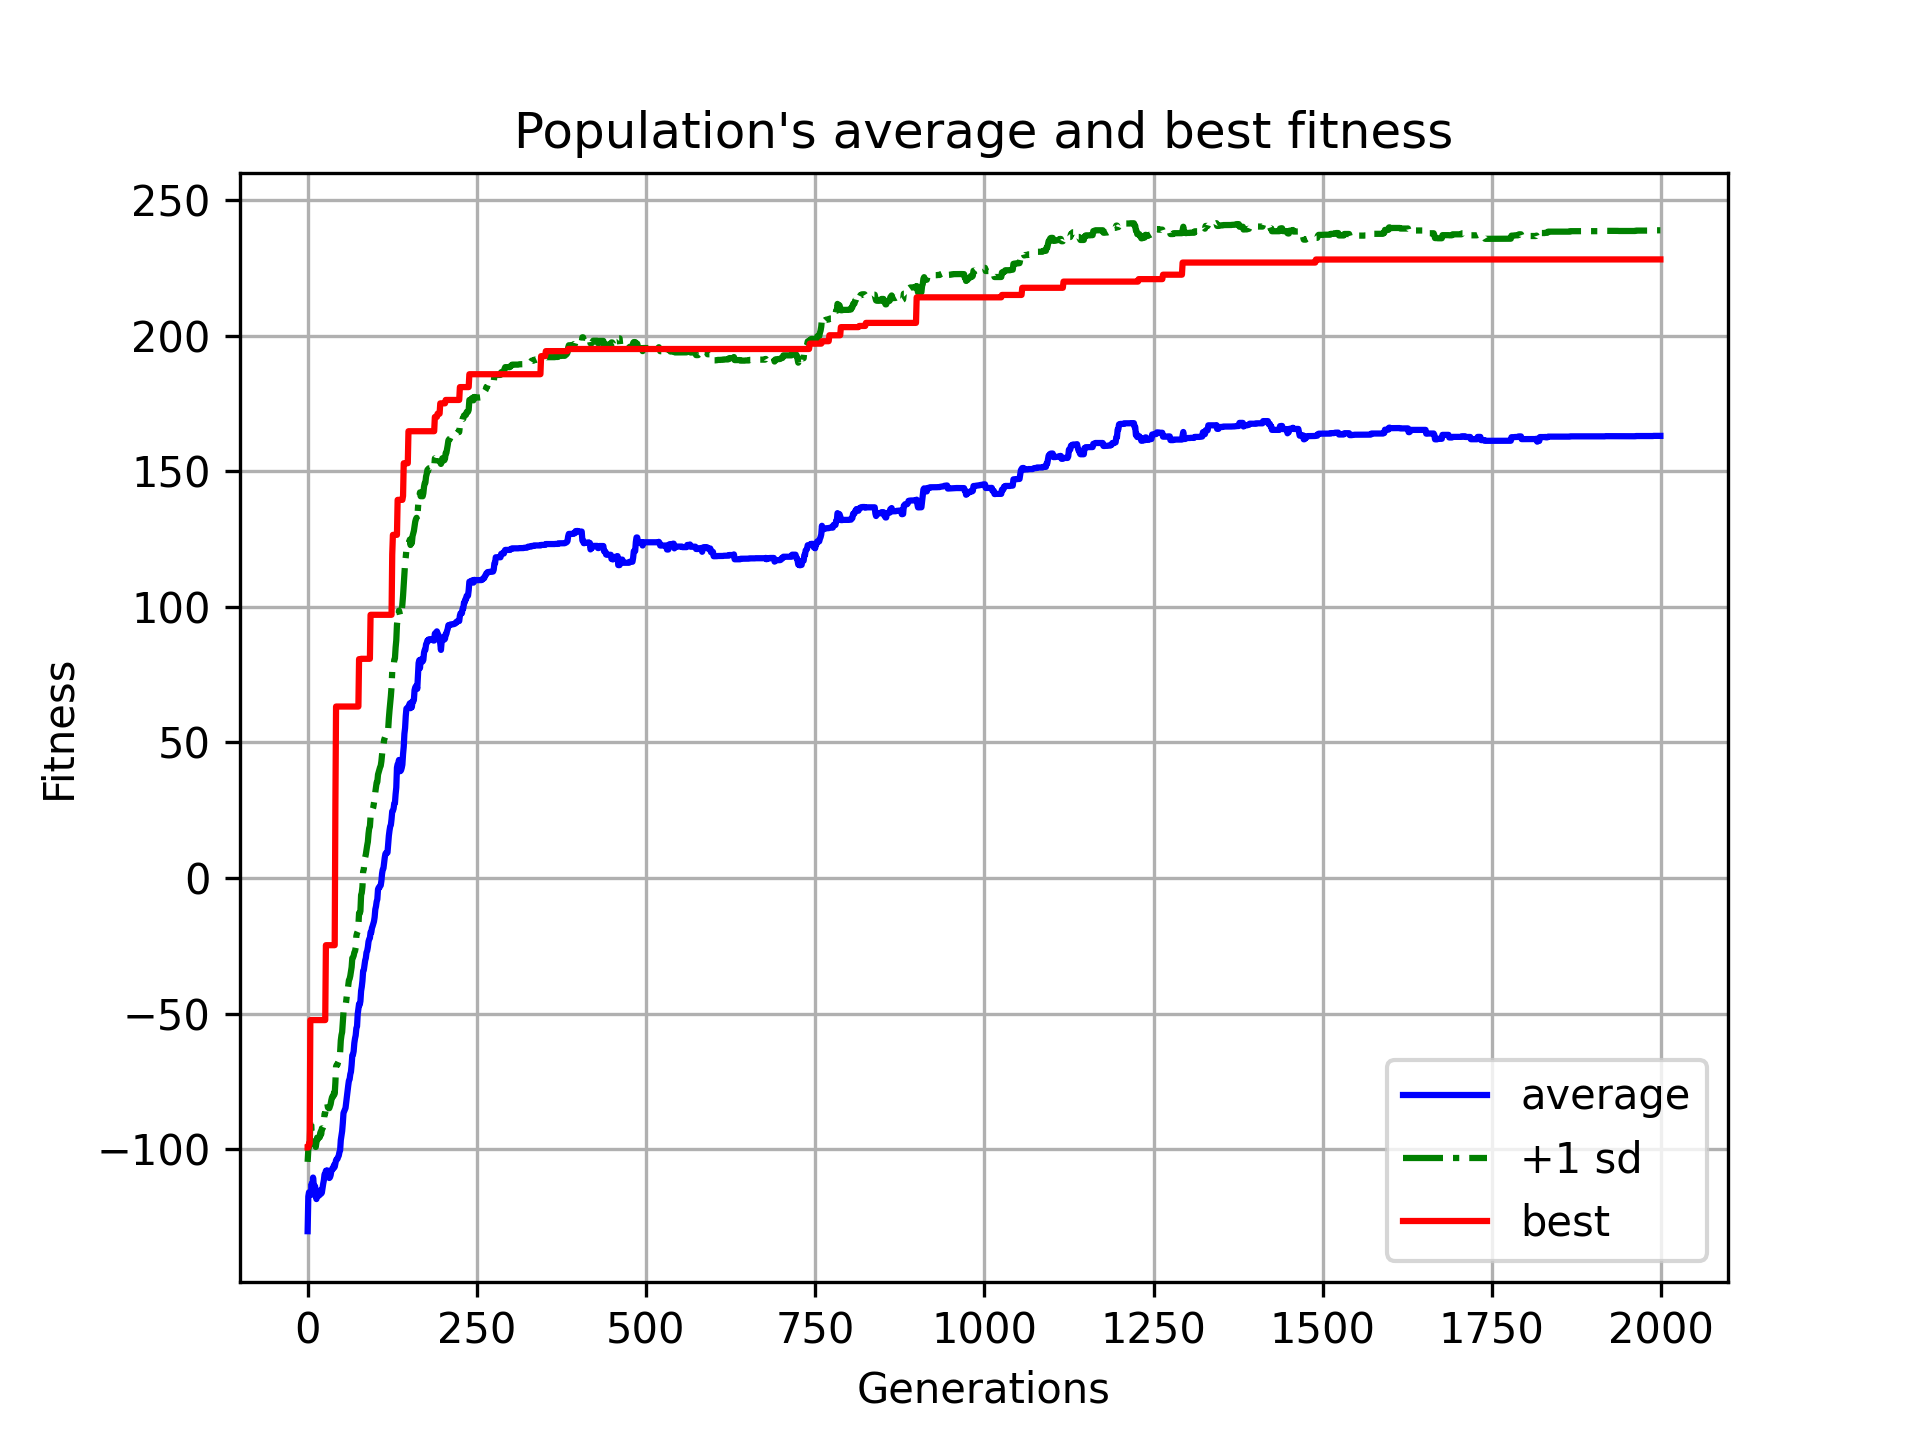 Population's average and best fitness
250
200
150
100
50
0
−50
−100
Fitness
average
+1 sd
best
0 250 500 750 1000 1250 1500 1750 2000
Generations